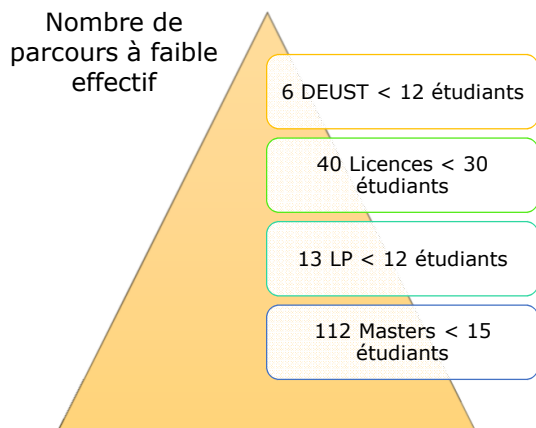 Nombre de
parcours à faible
effectif
6 DEUST < 12 étudiants
40 Licences < 30
étudiants
13 LP < 12 étudiants
112 Masters < 15
étudiants